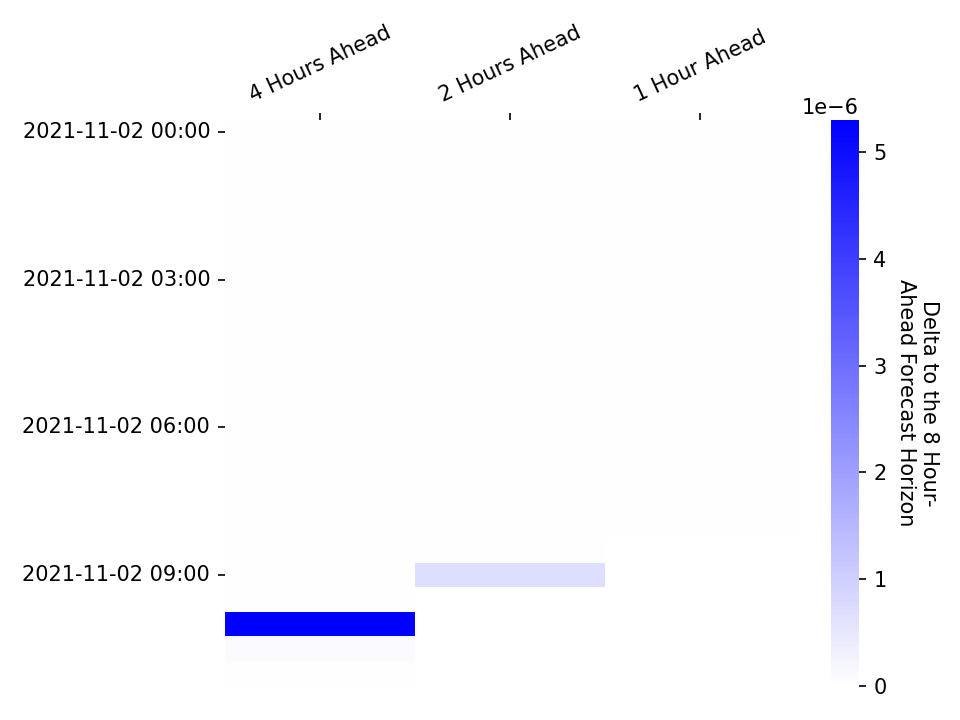 4 Hours Ahead
2 Hours Ahead
1 Hour Ahead
1e−6
2021-11-02 00:00
2021-11-02 03:00
2021-11-02 06:00
2021-11-02 09:00
5
4
3
2
1
0
Delta to the 8 Hour-
Ahead Forecast Horizon